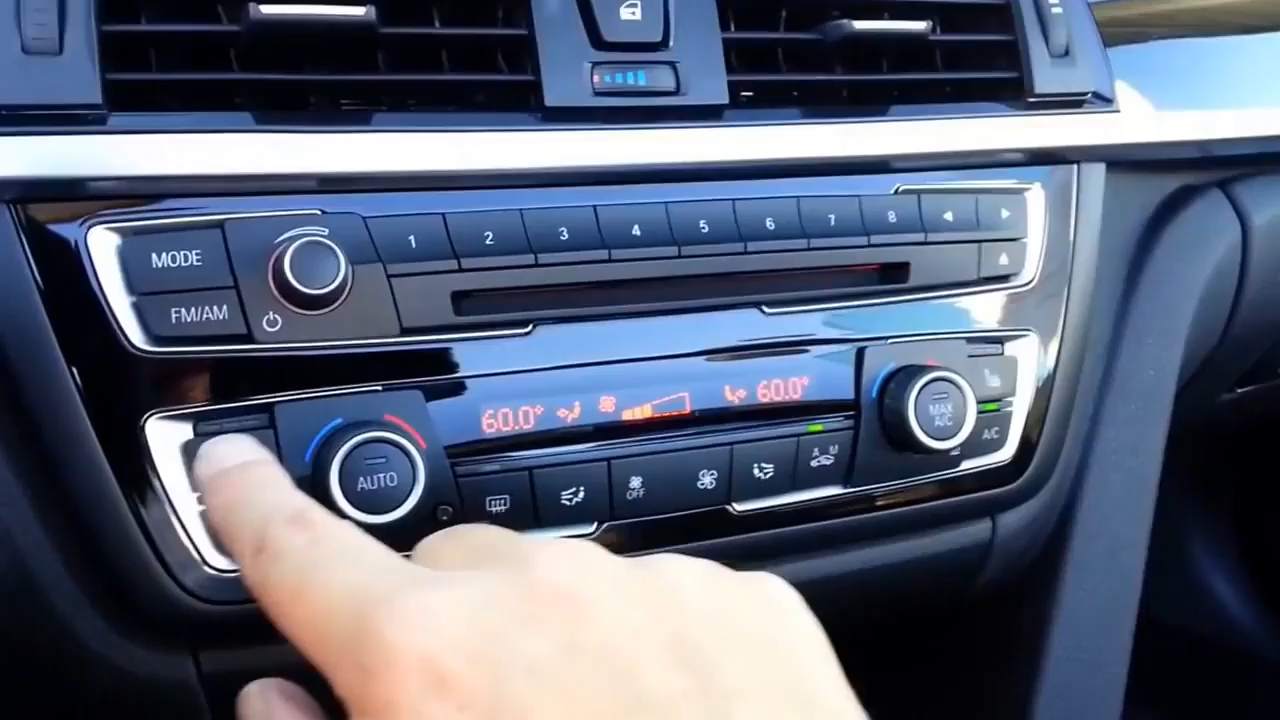 MODE
1 2 3 4 5 6 7 8
FM/AM
60.0° 60.0°
MAX
A/C
AUTO
OFF
A M
A/C